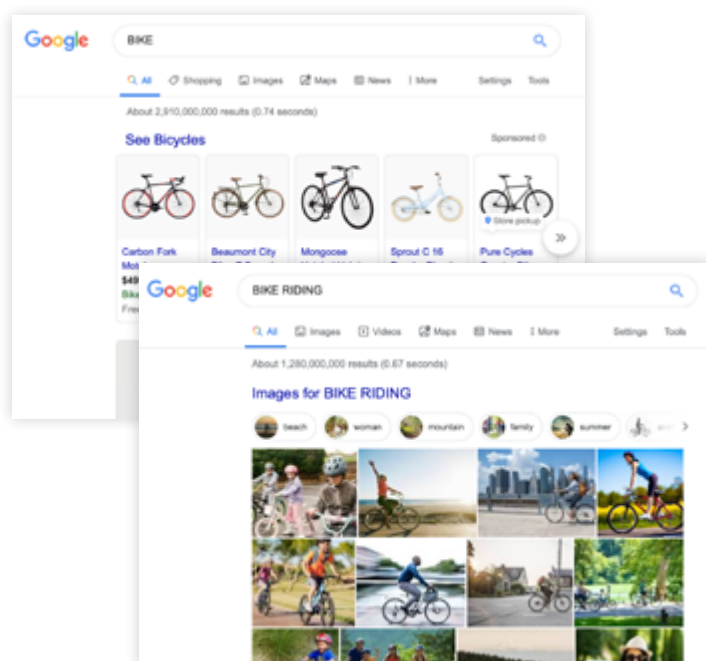 Google BIKE
All Shopping Images Maps News More Settings Tools
About 2,910,000,000 results (0.74 seconds)
See Bicycles Sponsored
Store pickup
Carbon Fork Beaumont City Mongoose Sprout C 16 Pure Cycles
$49
Google BIKE RIDING
All Images Videos Maps News More Settings Tools
About 1,280,000,000 results (0.67 seconds)
Images for BIKE RIDING
beach woman mountain family summer